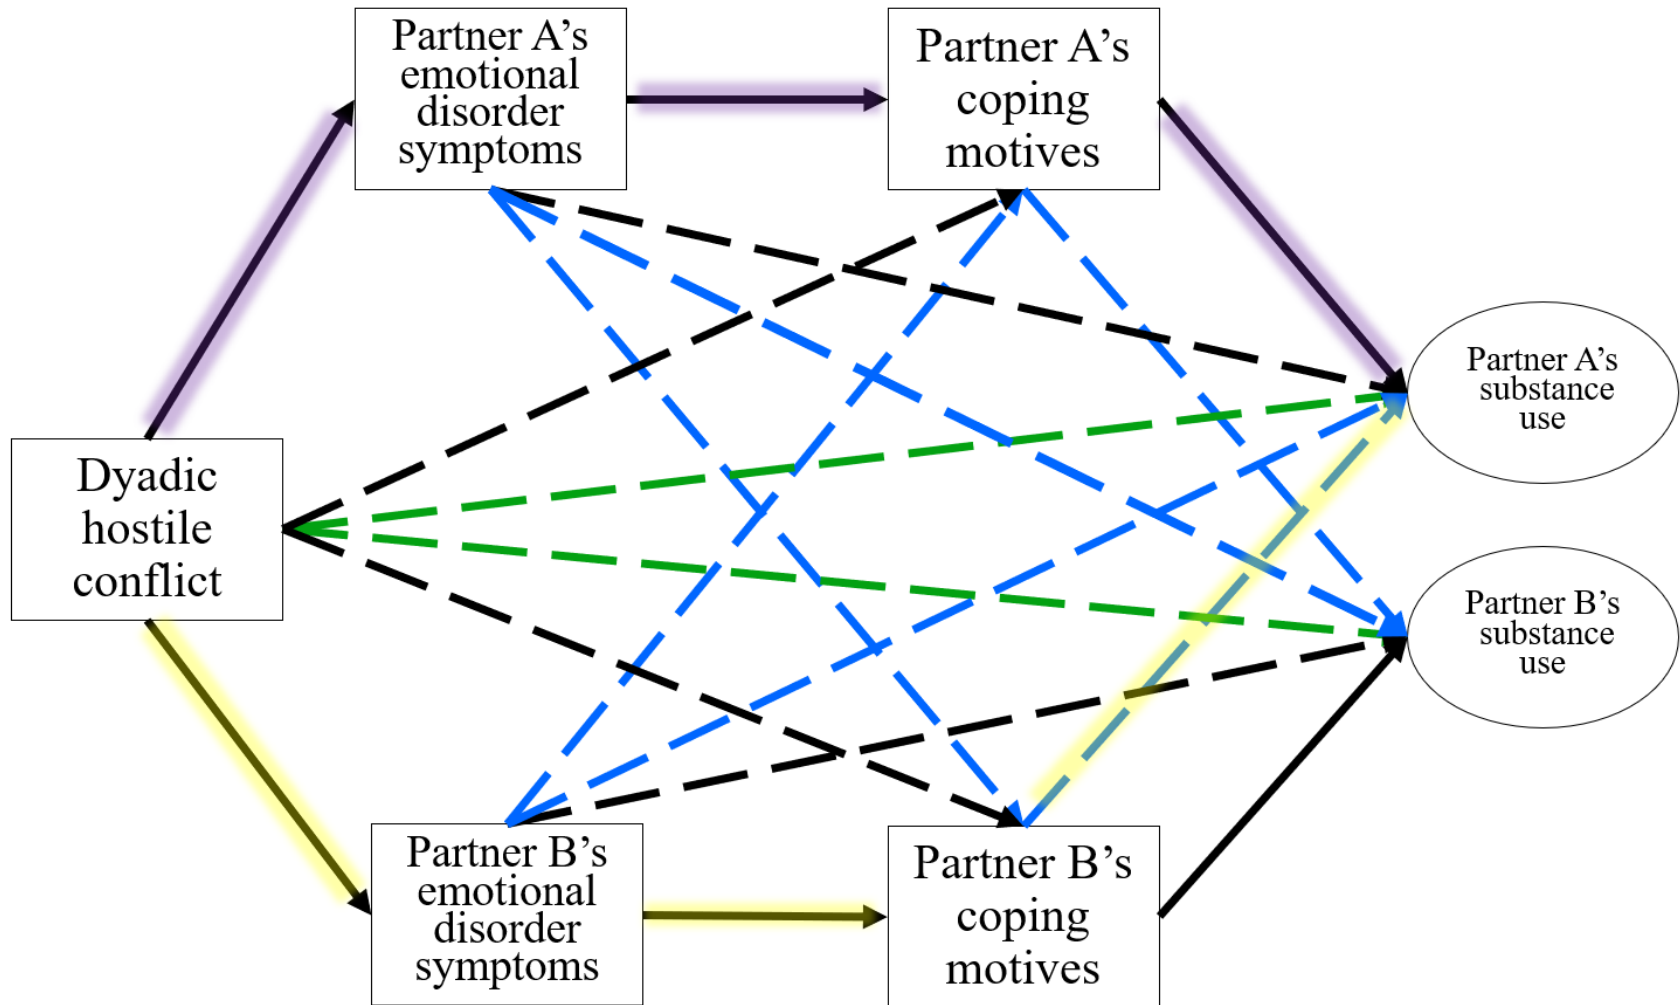 Partner A’s
emotional
disorder
symptoms
Partner A’s
coping
motives
Partner A’s
substance
use
Dyadic
hostile
conflict
Partner B’s
substance
use
Partner B’s
emotional
disorder
symptoms
Partner B’s
coping
motives